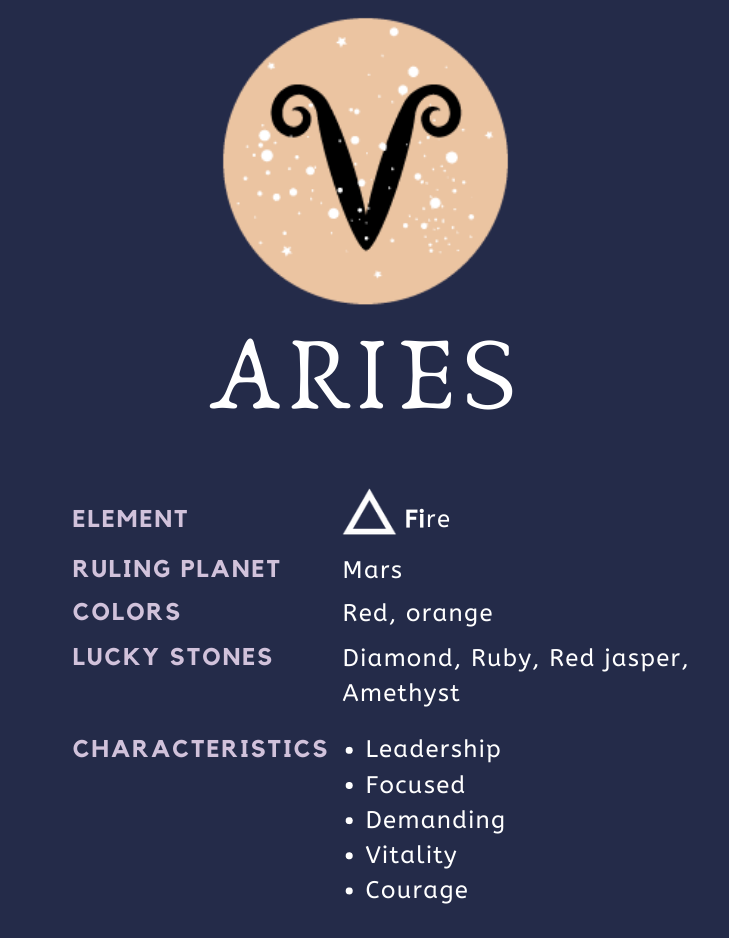 ARIES
ELEMENT Fire
RULING PLANET Mars
COLORS Red, orange
LUCKY STONES Diamond, Ruby, Red jasper,
Amethyst
CHARACTERISTICS • Leadership
• Focused
• Demanding
• Vitality
• Courage